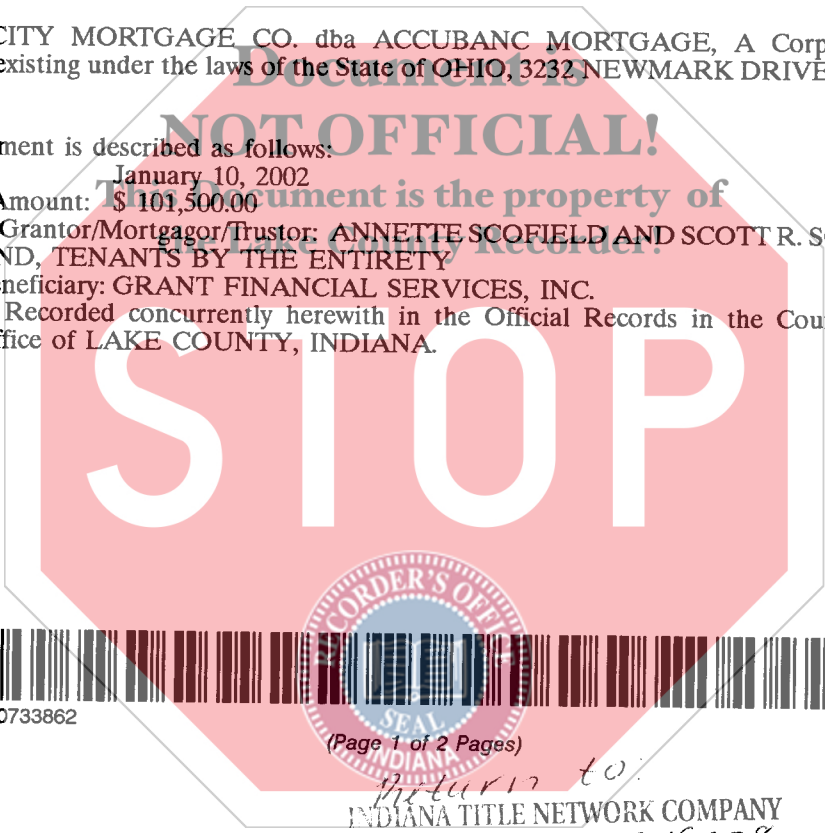 CITY MORTGAGE CO. dba ACCUBANC MORTGAGE, A Corp
existing under the laws of the State of OHIO, 3232 NEWMARK DRIVE
Document is
NOT OFFICIAL!
This Document is the property of
the Lake County Recorder!
ment is described as follows:
January 10, 2002
Amount: $ 101,500.00
Grantor/Mortgagor/Trustor: ANNETTE SCOFIELD AND SCOTT R. SC
ND, TENANTS BY THE ENTIRETY
neficiary: GRANT FINANCIAL SERVICES, INC.
Recorded concurrently herewith in the Official Records in the Cou
ffice of LAKE COUNTY, INDIANA.
STOP
RECORDER'S OFFICE
SEAL
INDIANA
0733862
(Page 1 of 2 Pages)
Return to:
INDIANA TITLE NETWORK COMPANY